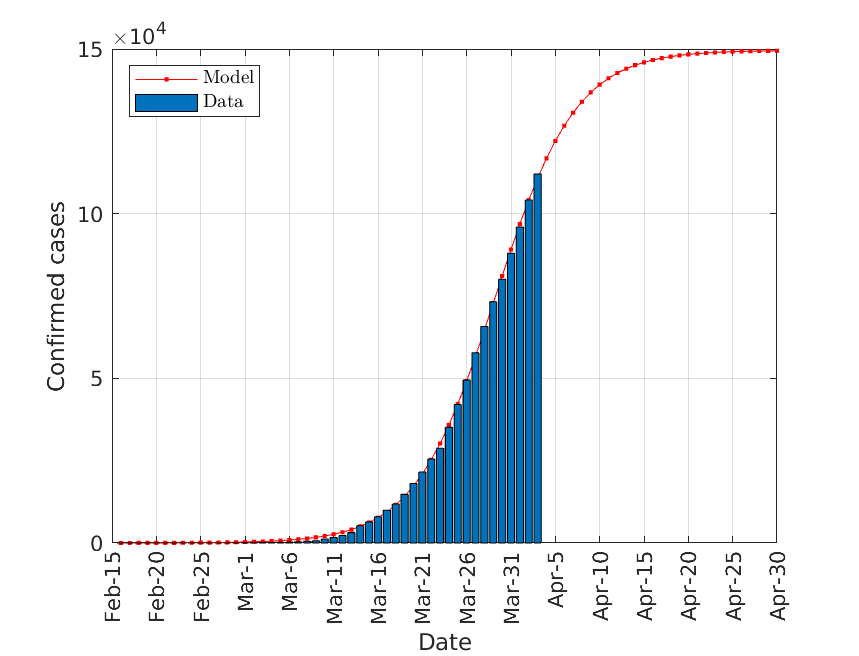 ×10⁴
15
10
5
0
Confirmed cases
Model
Data
Feb-15
Feb-20
Feb-25
Mar-1
Mar-6
Mar-11
Mar-16
Mar-21
Mar-26
Mar-31
Apr-5
Apr-10
Apr-15
Apr-20
Apr-25
Apr-30
Date